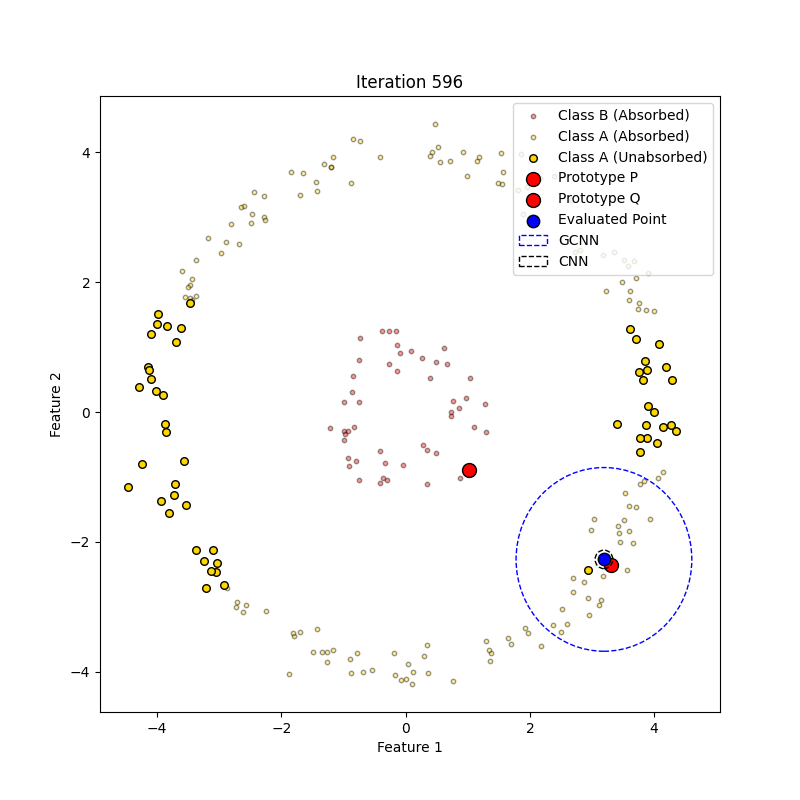 Iteration 596
Class B (Absorbed)
Class A (Absorbed)
Class A (Unabsorbed)
Prototype P
Prototype Q
Evaluated Point
GCNN
CNN
4
2
0
−2
−4
Feature 2
−4
−2
0
2
4
Feature 1